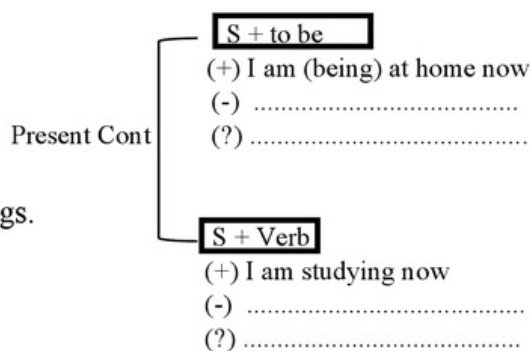 S + to be
(+) I am (being) at home now
(-) ....................................
(?) ......................................
Present Cont
gs.
S + Verb
(+) I am studying now
(-) ......................................
(?) ......................................